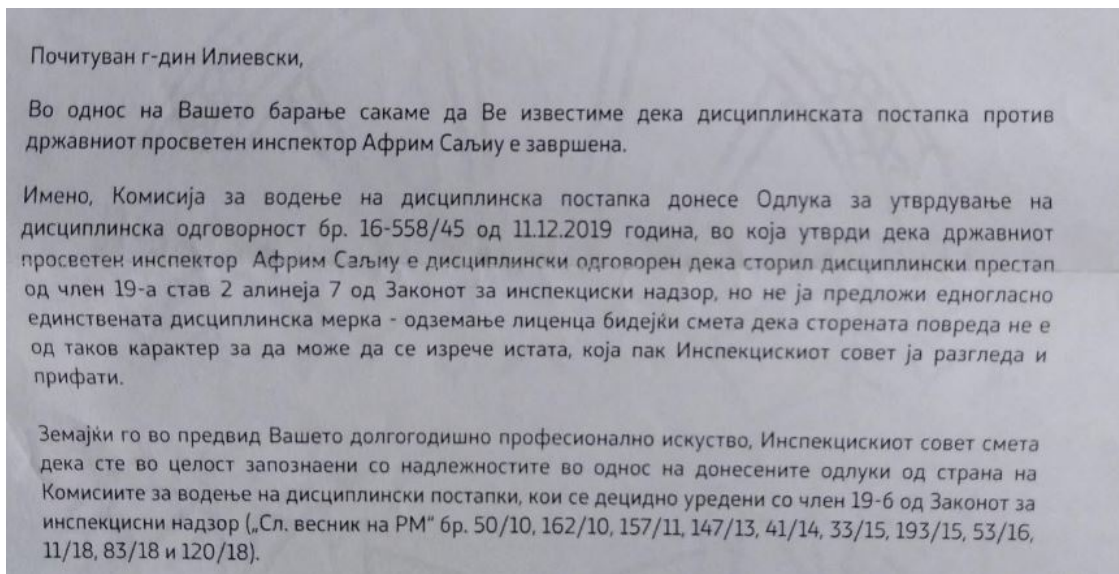 Почитуван г-дин Илиевски,
Во однос на Вашето барање сакаме да Ве известиме дека дисциплинската постапка против
државниот просветен инспектор Африм Саљиу е завршена.
Имено, Комисија за водење на дисциплинска постапка донесе Одлука за утврдување на
дисциплинска одговорност бр. 16-558/45 од 11.12.2019 година, во која утврди дека државниот
просветен инспектор Африм Саљиу е дисциплински одговорен дека сторил дисциплински престап
од член 19-а став 2 алинеја 7 од Законот за инспекциски надзор, но не ја предложи едногласно
единствената дисциплинска мерка - одземање лиценца бидејќи смета дека сторената повреда не е
од таков карактер за да може да се изрече истата, која пак Инспекцискиот совет ја разгледа и
прифати.
Земајќи го во предвид Вашето долгогодишно професионално искуство, Инспекцискиот совет смета
дека сте во целост запознаени со надлежностите во однос на донесените одлуки од страна на
Комисиите за водење на дисциплински постапки, кои се децидно уредени со член 19-б од Законот за
инспекцисни надзор („Сл. весник на РМ“ бр. 50/10, 162/10, 157/11, 147/13, 41/14, 33/15, 193/15, 53/16,
11/18, 83/18 и 120/18).